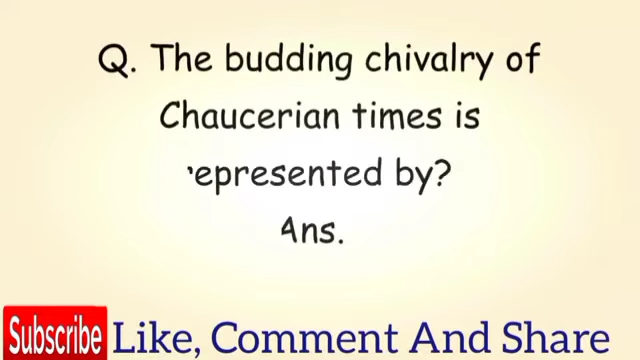 Q. The budding chivalry of
Chaucerian times is
represented by?
Ans.
Subscribe Like, Comment And Share